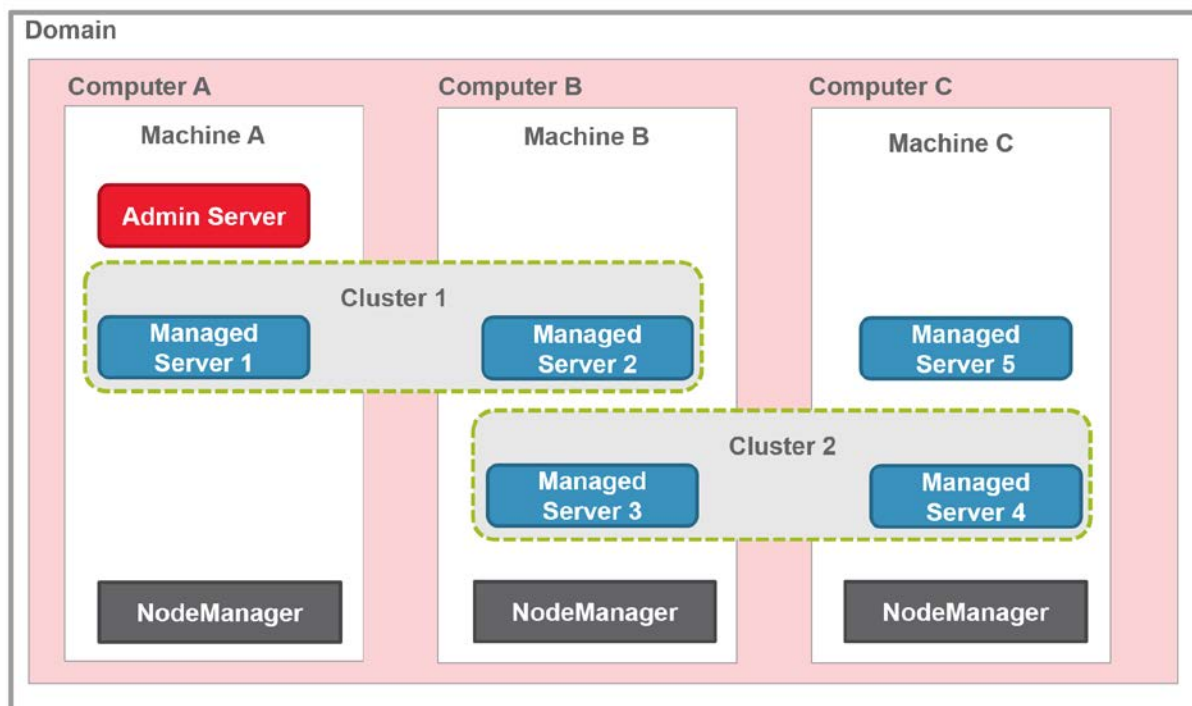 Domain
Computer A
Computer B
Computer C
Machine A
Machine B
Machine C
Admin Server
Cluster 1
Managed
Server 1
Managed
Server 2
Managed
Server 5
Cluster 2
Managed
Server 3
Managed
Server 4
NodeManager
NodeManager
NodeManager